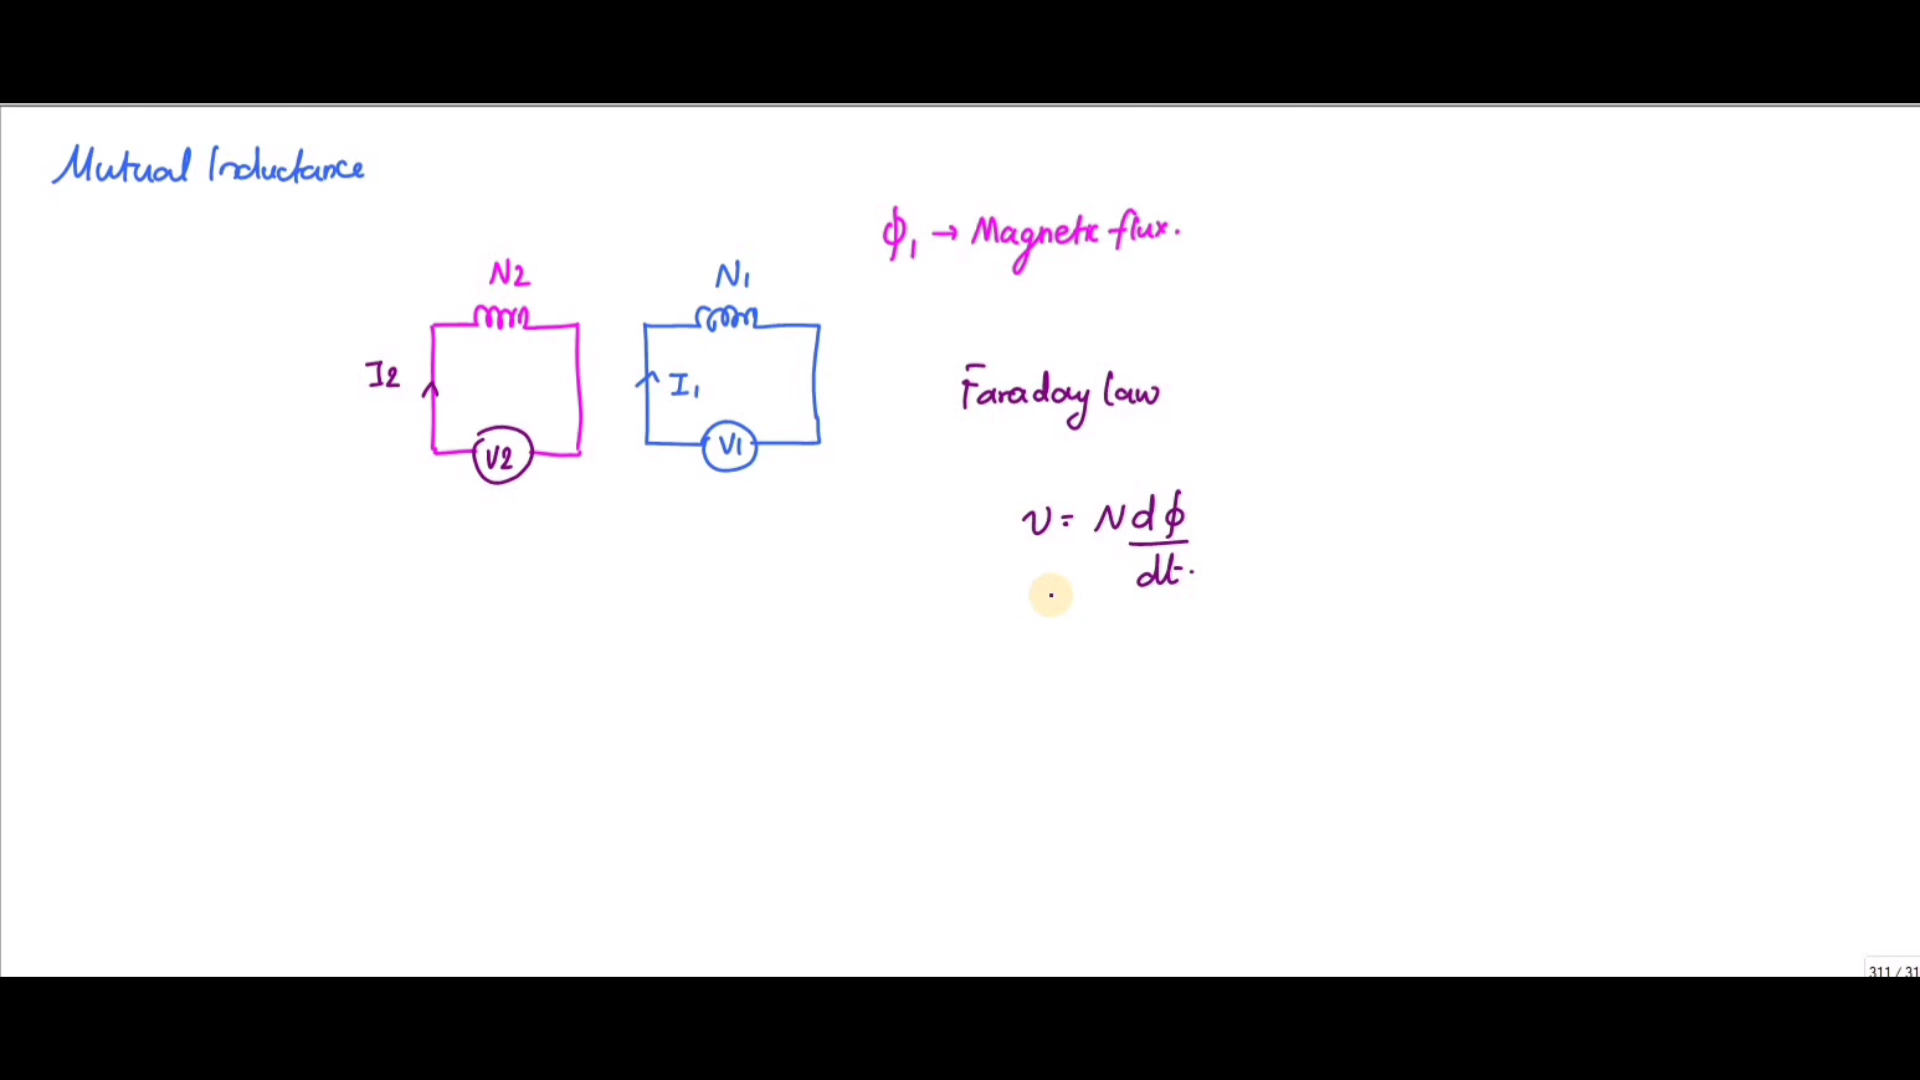 Mutual Inductance
ϕ₁ → Magnetic flux.
N2
N₁
I2
I₁
V2
V1
Faraday law
v = N dϕ
dt.
311 / 31